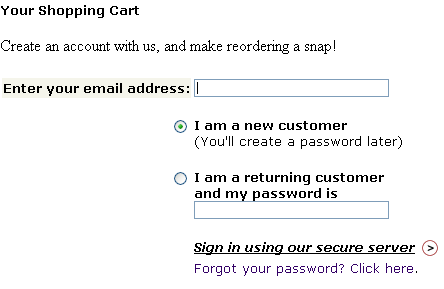 Your Shopping Cart
Create an account with us, and make reordering a snap!
Enter your email address:
I am a new customer
(You'll create a password later)
I am a returning customer
and my password is
Sign in using our secure server
Forgot your password? Click here.